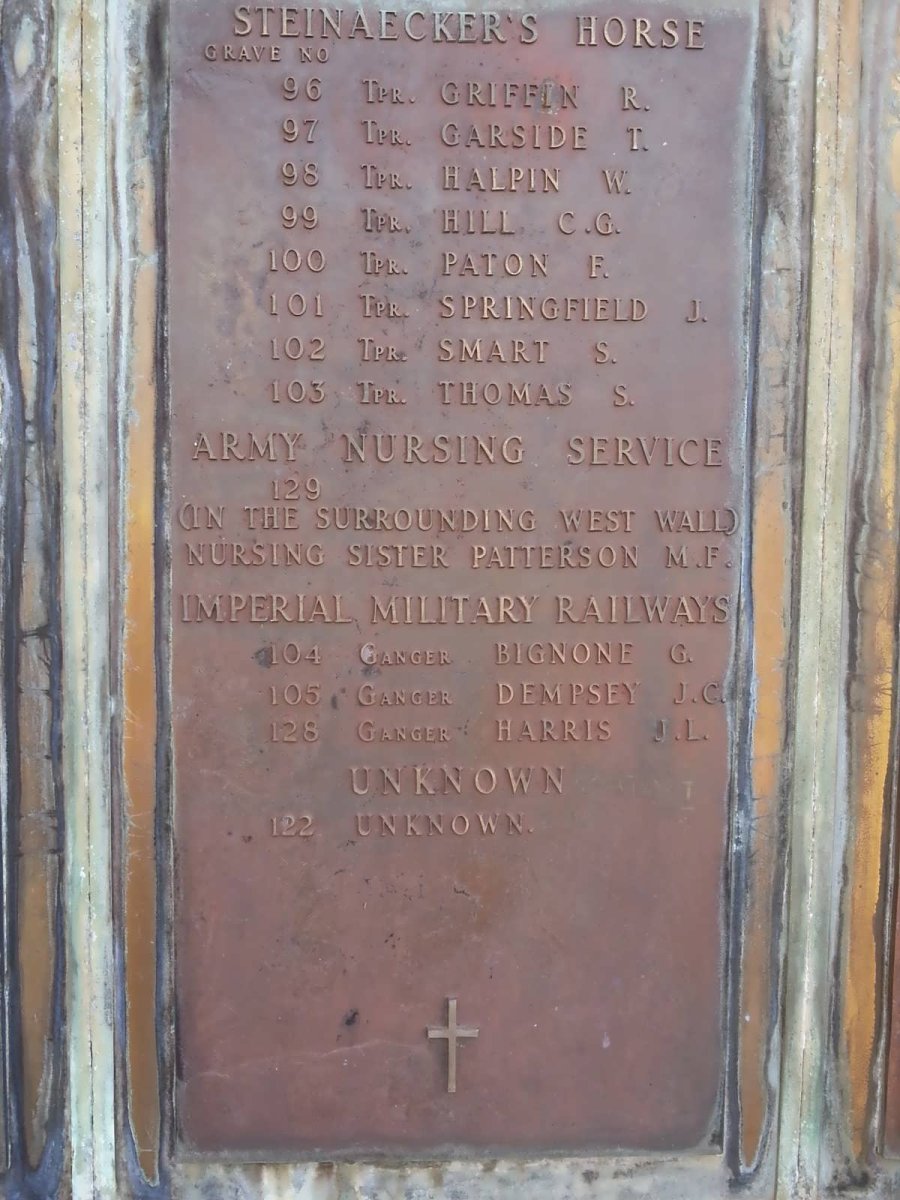 STEINAECKER'S HORSE
GRAVE NO
96 TPR. GRIFFIN R.
97 TPR. GARSIDE T.
98 TPR. HALPIN W.
99 TPR. HILL C.G.
100 TPR. PATON F.
101 TPR. SPRINGFIELD J.
102 TPR. SMART S.
103 TPR. THOMAS S.
ARMY NURSING SERVICE
129
(IN THE SURROUNDING WEST WALL)
NURSING SISTER PATTERSON M.F.
IMPERIAL MILITARY RAILWAYS
104 GANGER BIGNONE G.
105 GANGER DEMPSEY J.C.
128 GANGER HARRIS J.L.
UNKNOWN
122 UNKNOWN.